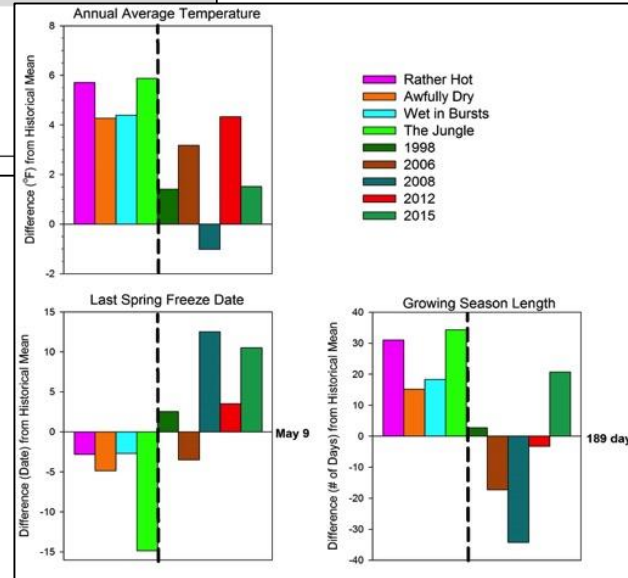 Annual Average Temperature
Difference (°F) from Historical Mean
8
6
4
2
0
-2
Rather Hot
Awfully Dry
Wet in Bursts
The Jungle
1998
2006
2008
2012
2015
Last Spring Freeze Date
Difference (Date) from Historical Mean
15
10
5
0
-5
-10
-15
May 9
Growing Season Length
Difference (# of Days) from Historical Mean
40
30
20
10
0
-10
-20
-30
-40
189 day